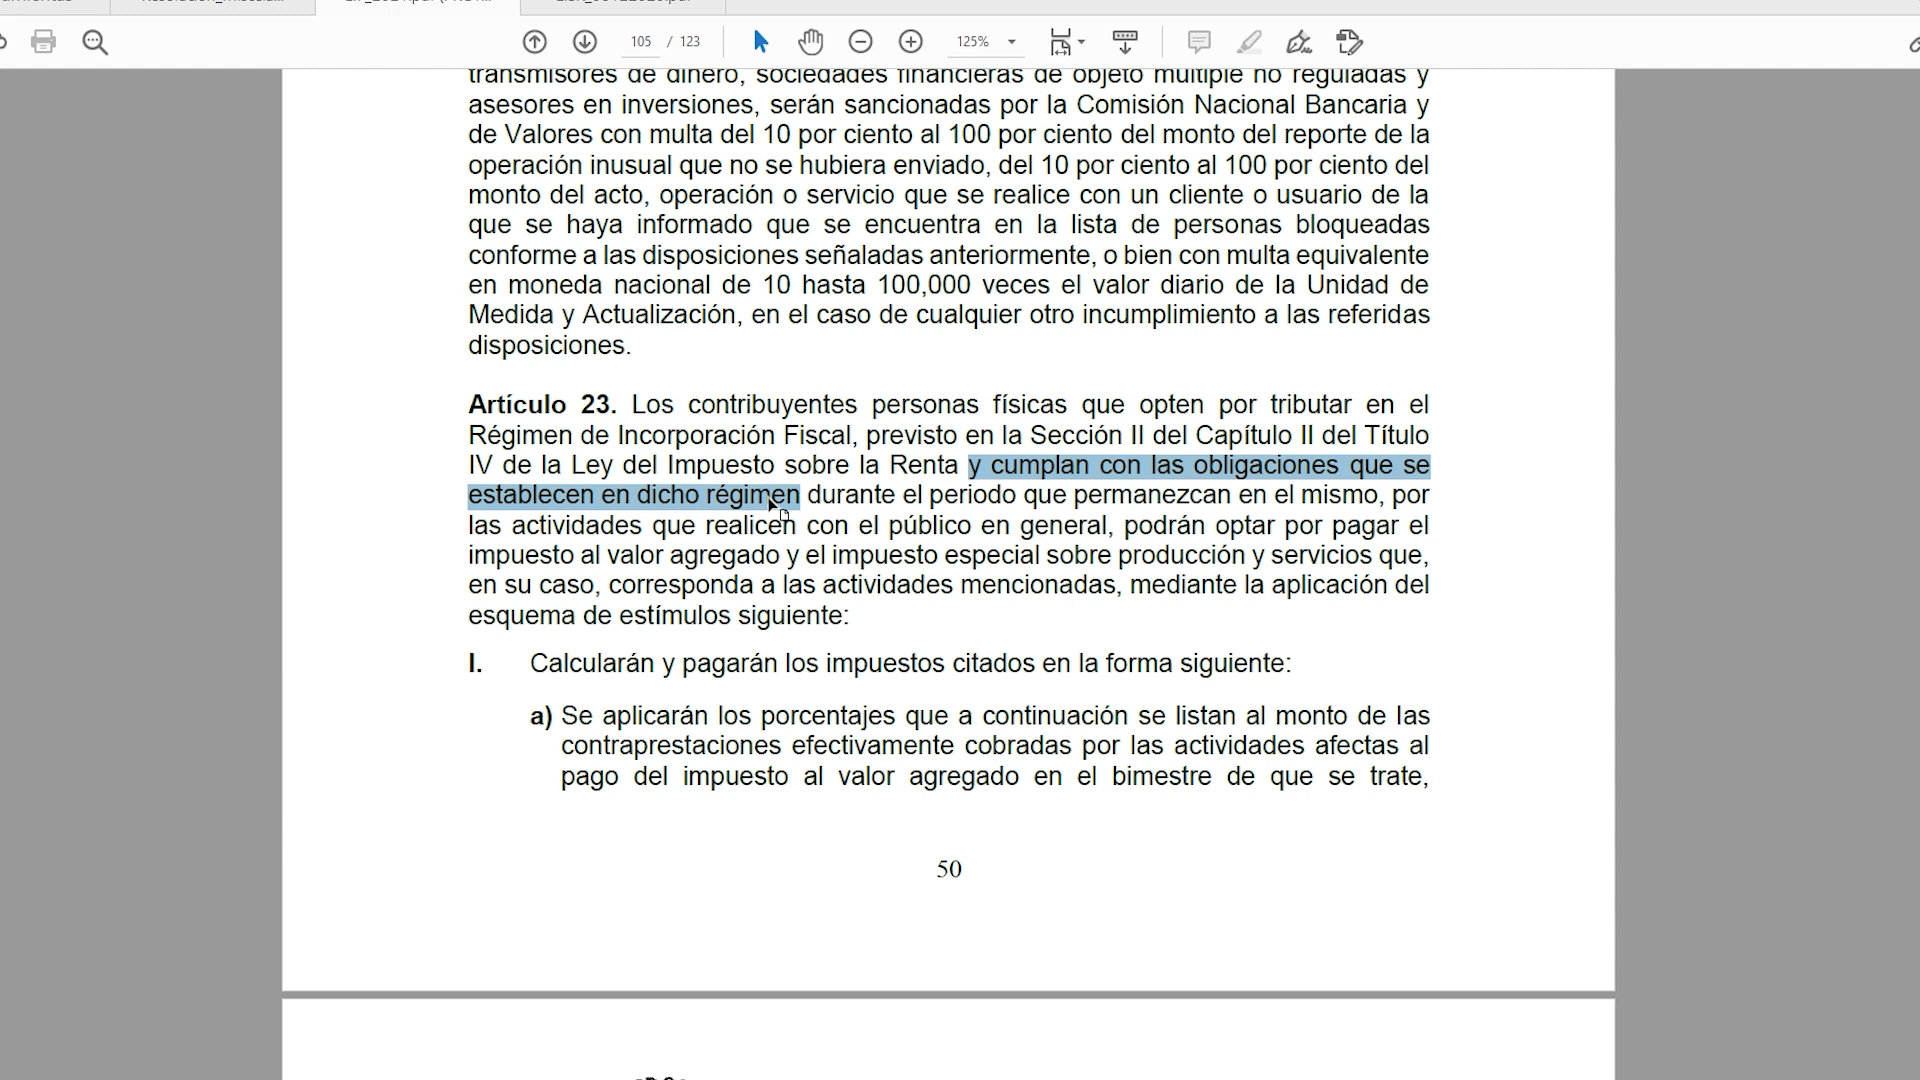 105 / 123
125%
transmisores de dinero, sociedades financieras de objeto múltiple no reguladas y
asesores en inversiones, serán sancionadas por la Comisión Nacional Bancaria y
de Valores con multa del 10 por ciento al 100 por ciento del monto del reporte de la
operación inusual que no se hubiera enviado, del 10 por ciento al 100 por ciento del
monto del acto, operación o servicio que se realice con un cliente o usuario de la
que se haya informado que se encuentra en la lista de personas bloqueadas
conforme a las disposiciones señaladas anteriormente, o bien con multa equivalente
en moneda nacional de 10 hasta 100,000 veces el valor diario de la Unidad de
Medida y Actualización, en el caso de cualquier otro incumplimiento a las referidas
disposiciones.
Artículo 23. Los contribuyentes personas físicas que opten por tributar en el
Régimen de Incorporación Fiscal, previsto en la Sección II del Capítulo II del Título
IV de la Ley del Impuesto sobre la Renta y cumplan con las obligaciones que se
establecen en dicho régimen durante el periodo que permanezcan en el mismo, por
las actividades que realicen con el público en general, podrán optar por pagar el
impuesto al valor agregado y el impuesto especial sobre producción y servicios que,
en su caso, corresponda a las actividades mencionadas, mediante la aplicación del
esquema de estímulos siguiente:
I. Calcularán y pagarán los impuestos citados en la forma siguiente:
a) Se aplicarán los porcentajes que a continuación se listan al monto de las
contraprestaciones efectivamente cobradas por las actividades afectas al
pago del impuesto al valor agregado en el bimestre de que se trate,
50